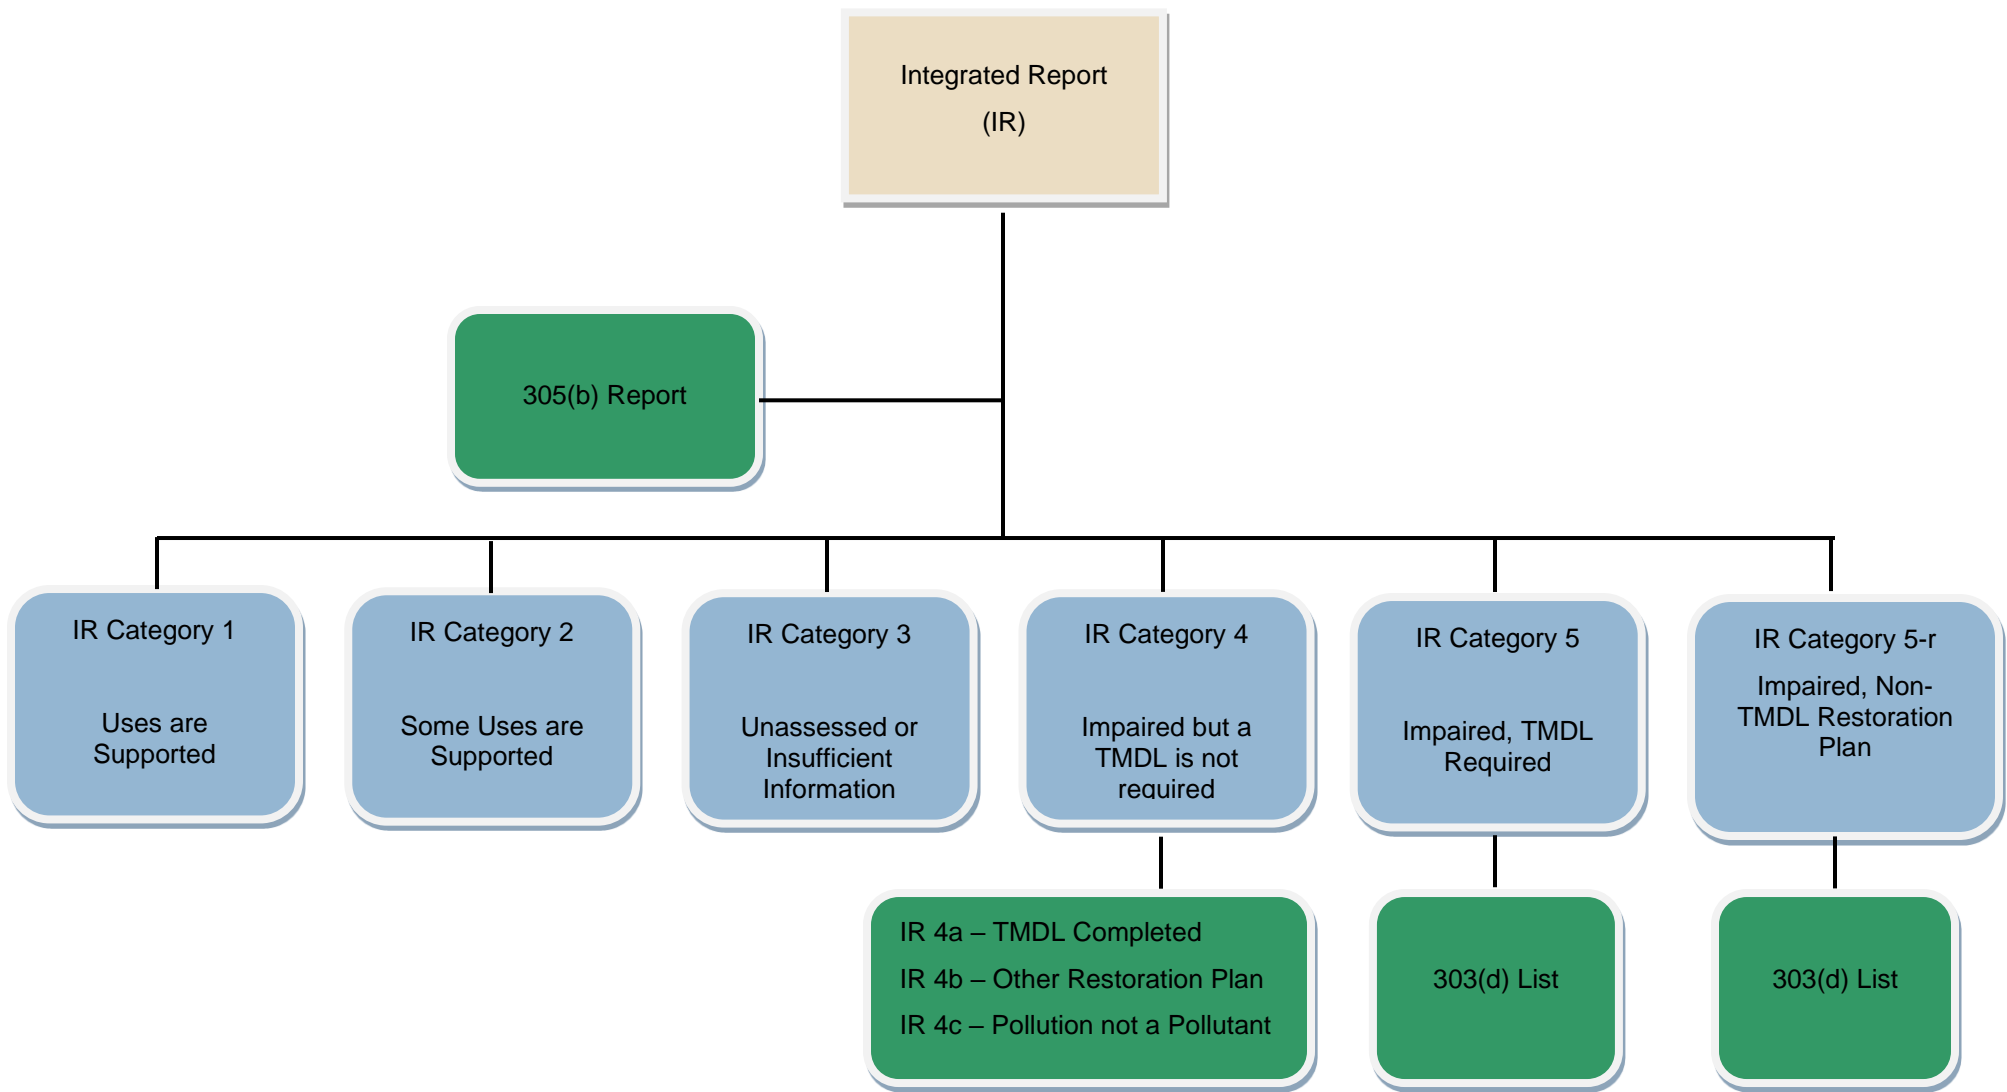 Integrated Report
(IR)
305(b) Report
IR Category 1
Uses are
Supported
IR Category 2
Some Uses are
Supported
IR Category 3
Unassessed or
Insufficient
Information
IR Category 4
Impaired but a
TMDL is not
required
IR Category 5
Impaired, TMDL
Required
IR Category 5-r
Impaired, Non-
TMDL Restoration
Plan
IR 4a – TMDL Completed
IR 4b – Other Restoration Plan
IR 4c – Pollution not a Pollutant
303(d) List
303(d) List